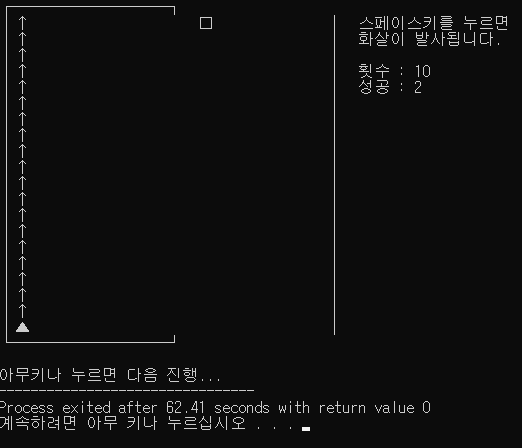 스페이스키를 누르면
화살이 발사됩니다.
횟수 : 10
성공 : 2
아무키나 누르면 다음 진행...
--------------------------------
Process exited after 62.41 seconds with return value 0
계속하려면 아무 키나 누르십시오 . . .